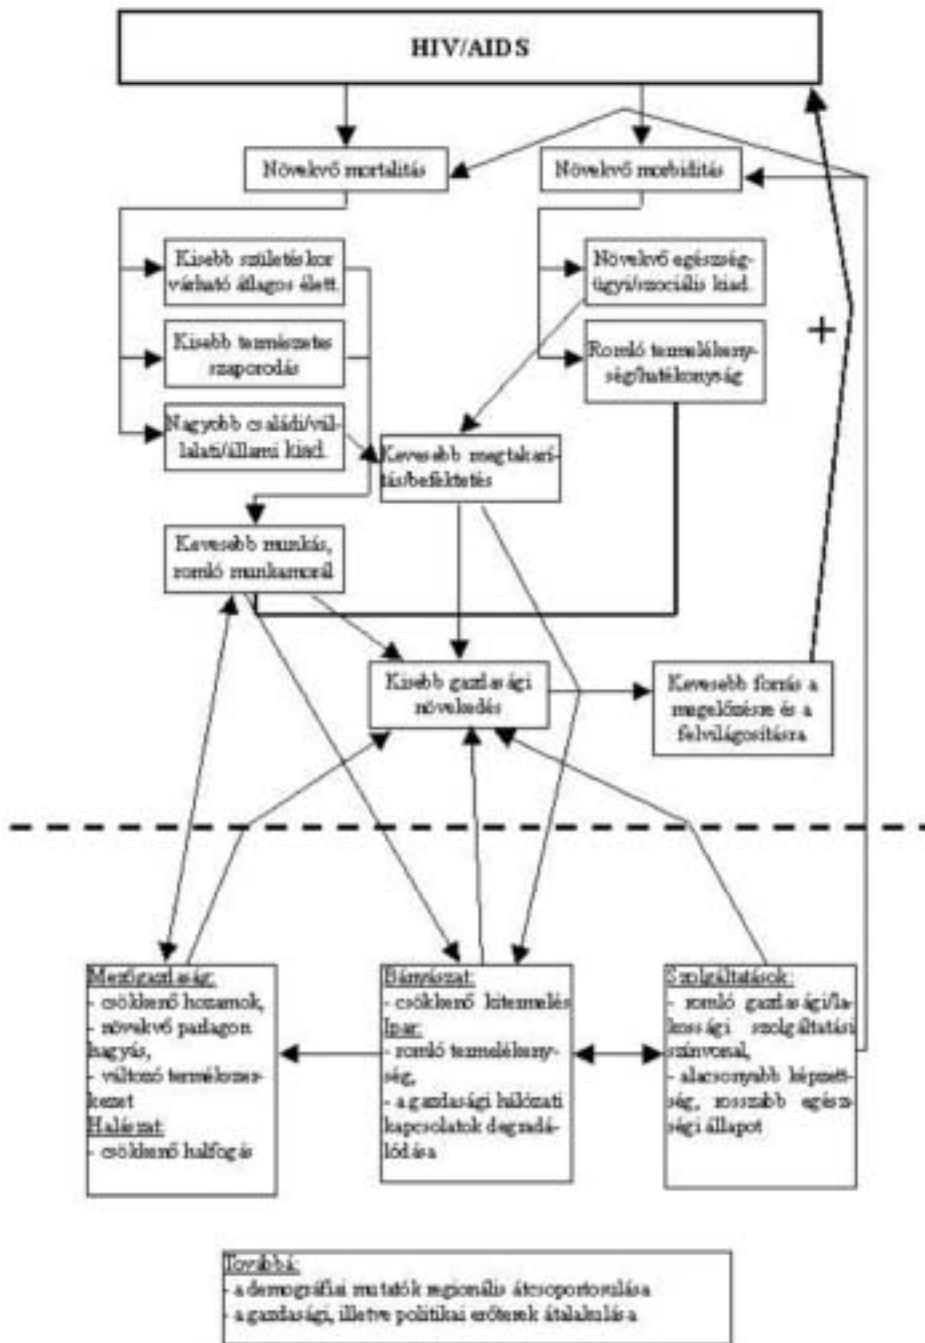 HIV/AIDS
Növekvő mortalitás
Növekvő morbiditás
Kisebb születéskor
várható átlagos élett.
Növekvő egészség-
ügyi/szociális kiad.
Kisebb természetes
szaporodás
Romló termelékeny-
ség/hatékonyság
Nagyobb családi/vál-
lalati/állami kiad.
Kevesebb megtakarí-
tás/befektetés
+
Kevesebb munkás,
romló munkamorál
Kisebb gazdasági
növekedés
Kevesebb forrás a
megelőzésre és a
felvilágosításra
Mezőgazdaság:
- csökkenő hozamok,
- növekvő parlagon
hagyás,
- változó termékszer-
kezet
Halászat:
- csökkenő halfogás
Bányászat:
- csökkenő kitermelés
Ipar:
- romló termelékeny-
ség,
- a gazdasági hálózati
kapcsolatok degradá-
lódása
Szolgáltatások:
- romló gazdasági/la-
kossági szolgáltatási
színvonal,
- alacsonyabb képzett-
ség, rosszabb egész-
ségi állapot
Továbbá:
- a demográfiai mutatók regionális átcsoportosulása
- a gazdasági, illetve politikai erőterek átalakulása